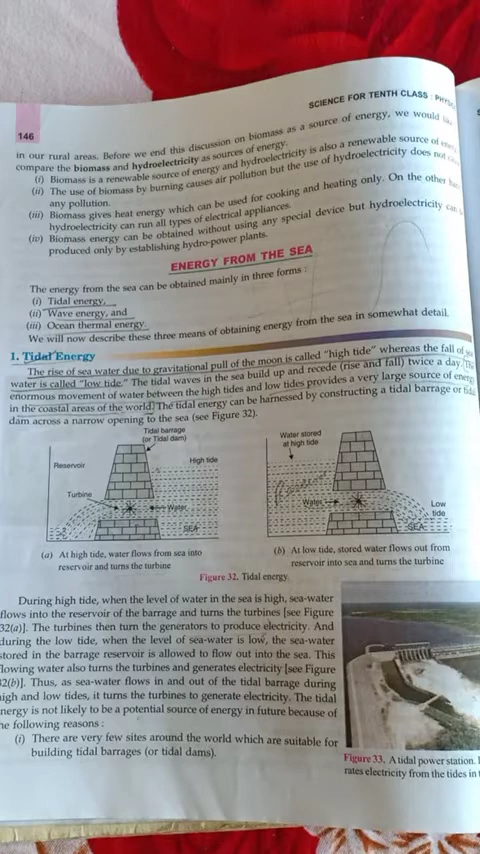 SCIENCE FOR TENTH CLASS : PHYSIC
146
in our rural areas. Before we end this discussion on biomass as a source of energy, we would
compare the biomass and hydroelectricity as sources of energy.
(i) Biomass is a renewable source of energy and hydroelectricity is also a renewable source of
(ii) The use of biomass by burning causes air pollution but the use of hydroelectricity does not
any pollution.
(iii) Biomass gives heat energy which can be used for cooking and heating only. On the other
hydroelectricity can run all types of electrical appliances.
(iv) Biomass energy can be obtained without using any special device but hydroelectricity can
produced only by establishing hydro-power plants.
ENERGY FROM THE SEA
The energy from the sea can be obtained mainly in three forms :
(i) Tidal energy,
(ii) Wave energy, and
(iii) Ocean thermal energy
We will now describe these three means of obtaining energy from the sea in somewhat detail.
1. Tidal Energy
The rise of sea water due to gravitational pull of the moon is called "high tide" whereas the fall of sea
water is called "low tide." The tidal waves in the sea build up and recede (rise and fall) twice a day. The
enormous movement of water between the high tides and low tides provides a very large source of energy
in the coastal areas of the world. The tidal energy can be harnessed by constructing a tidal barrage or tidal
dam across a narrow opening to the sea (see Figure 32).
Tidal barrage
(or Tidal dam)
Reservoir
High tide
Turbine
Water
SEA
Water stored
at high tide
Water
Low
tide
SEA
(a) At high tide, water flows from sea into
reservoir and turns the turbine
(b) At low tide, stored water flows out from
reservoir into sea and turns the turbine
Figure 32. Tidal energy.
During high tide, when the level of water in the sea is high, sea-water
flows into the reservoir of the barrage and turns the turbines [see Figure
32(a)]. The turbines then turn the generators to produce electricity. And
during the low tide, when the level of sea-water is low, the sea-water
stored in the barrage reservoir is allowed to flow out into the sea. This
lowing water also turns the turbines and generates electricity [see Figure
32(b)]. Thus, as sea-water flows in and out of the tidal barrage during
igh and low tides, it turns the turbines to generate electricity. The tidal
nergy is not likely to be a potential source of energy in future because of
he following reasons :
(i) There are very few sites around the world which are suitable for
building tidal barrages (or tidal dams).
Figure 33. A tidal power station.
rates electricity from the tides in